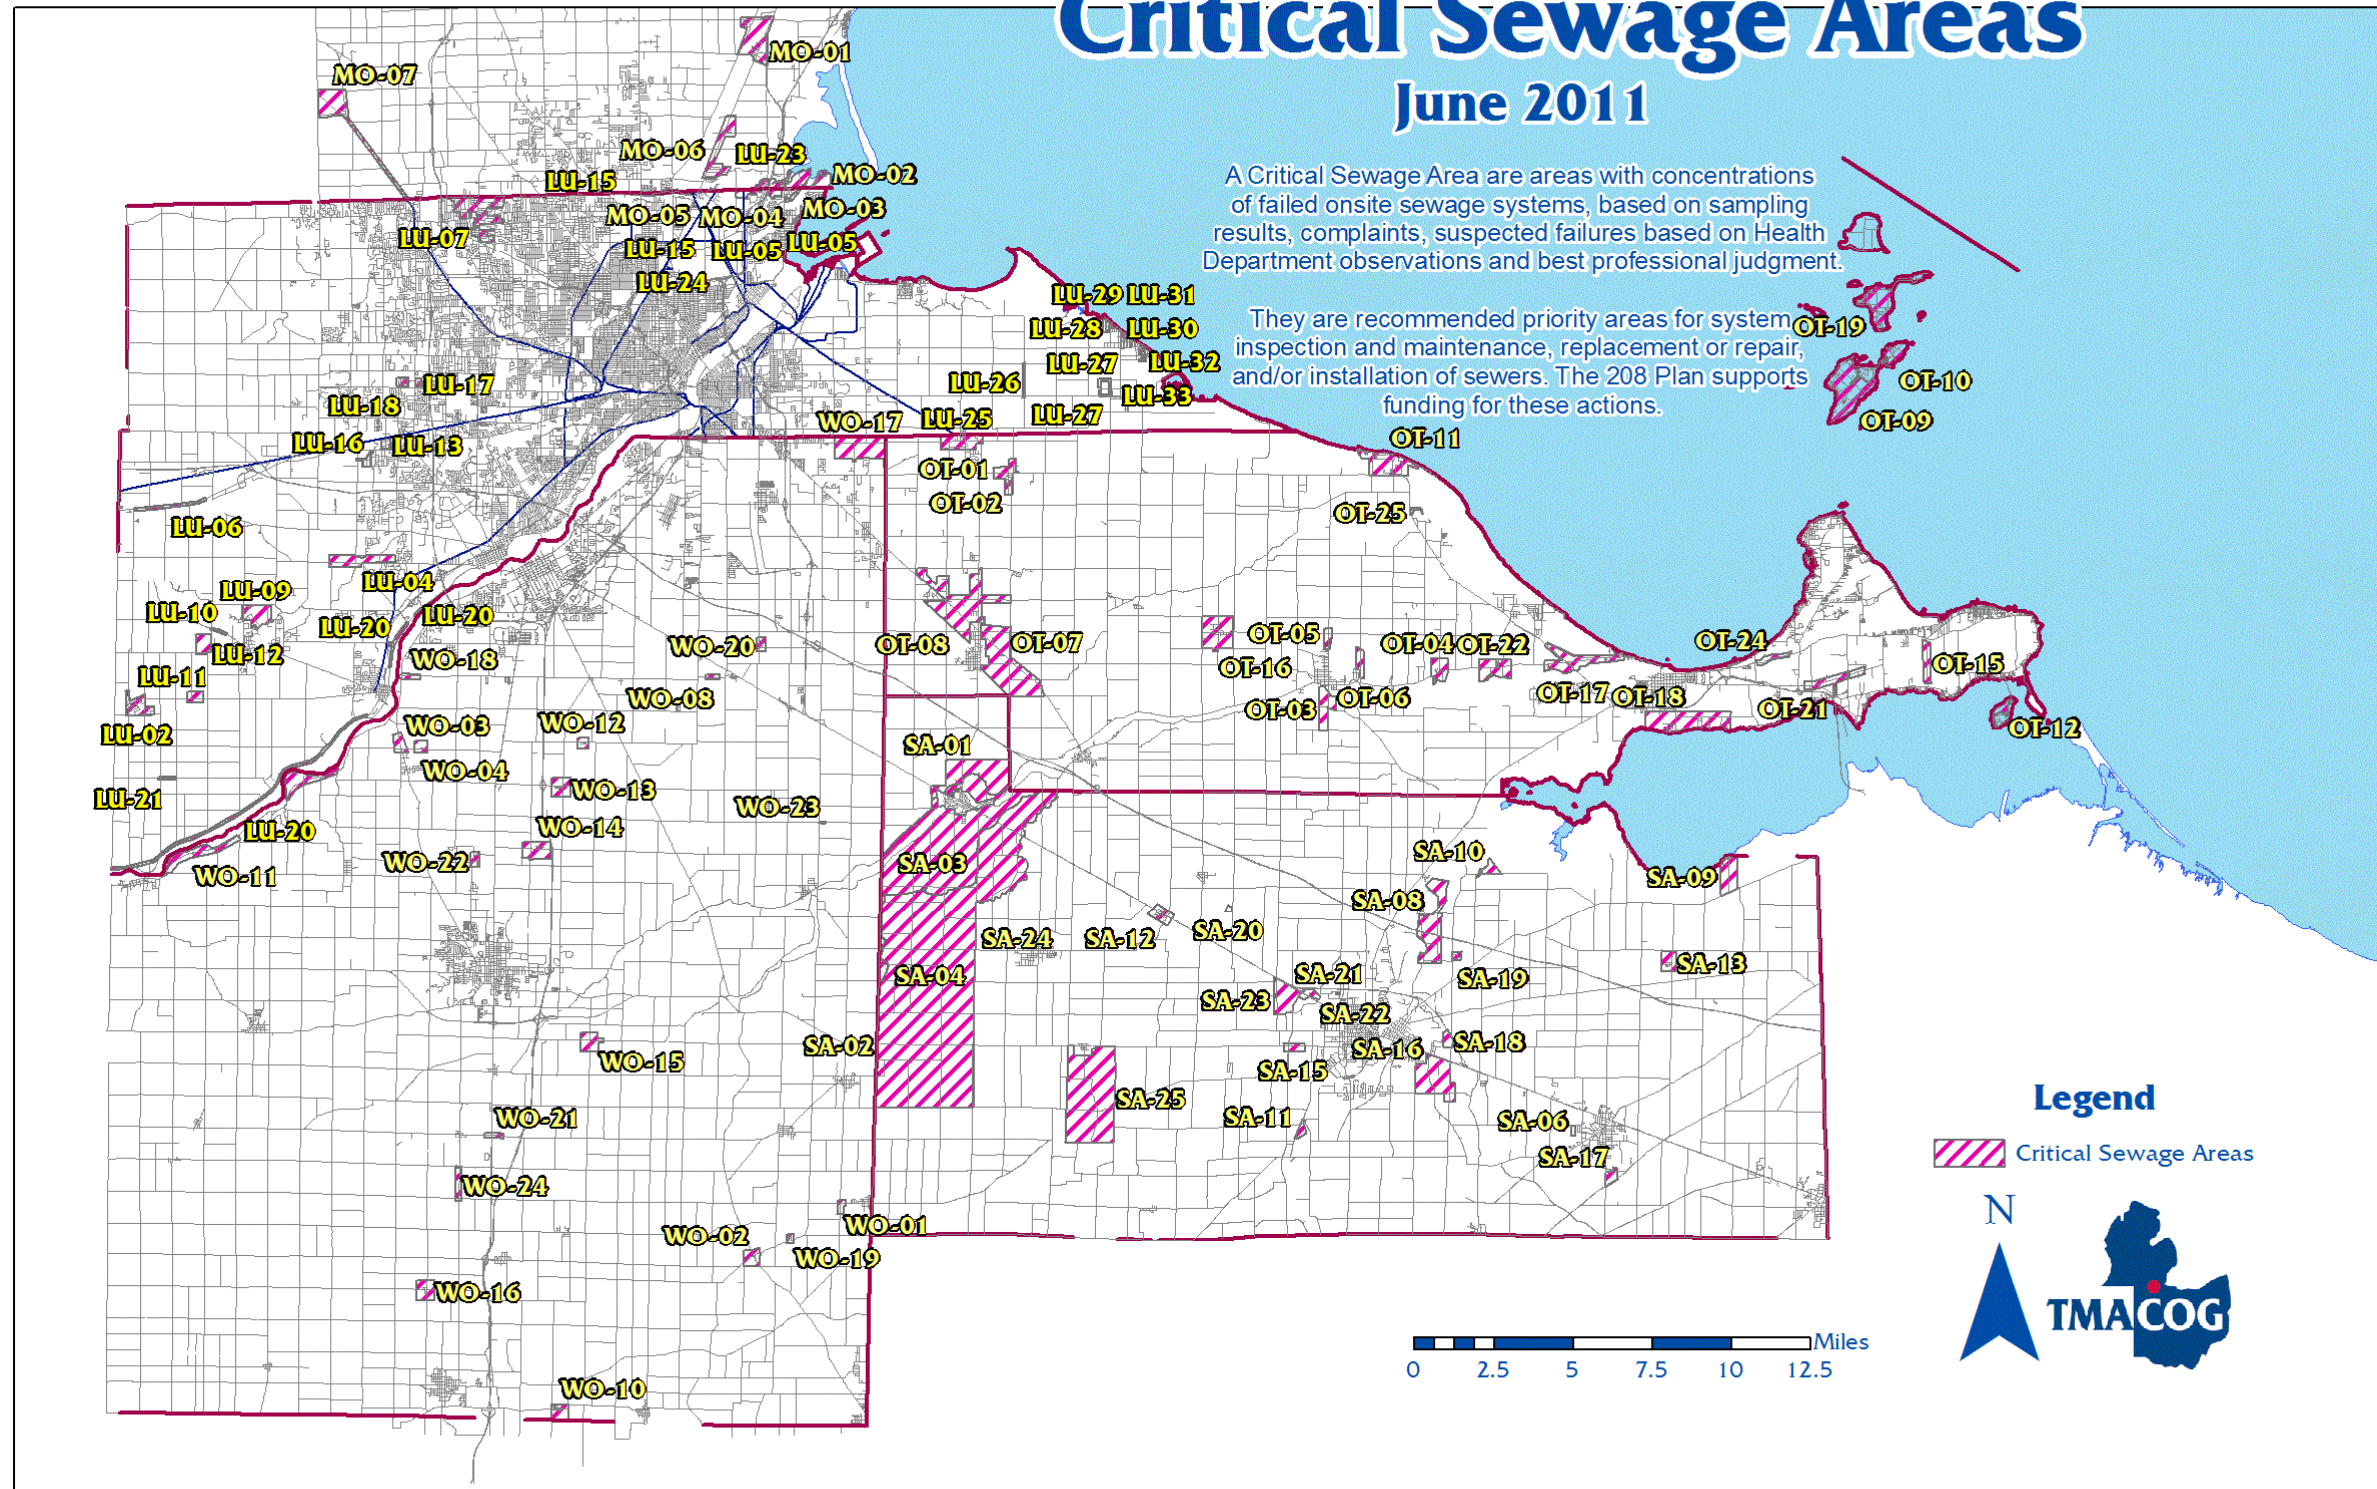 Critical Sewage Areas
June 2011
A Critical Sewage Area are areas with concentrations
of failed onsite sewage systems, based on sampling
results, complaints, suspected failures based on Health
Department observations and best professional judgment.
They are recommended priority areas for system
inspection and maintenance, replacement or repair,
and/or installation of sewers. The 208 Plan supports
funding for these actions.
MO-01
MO-07
MO-06
LU-23
MO-02
LU-15
MO-05
MO-04
MO-03
LU-07
LU-15
LU-05
LU-05
LU-24
LU-29
LU-31
LU-28
LU-30
OT-19
LU-27
LU-32
LU-17
LU-26
LU-33
OT-10
LU-18
LU-27
LU-25
WO-17
OT-09
LU-16
LU-13
OT-11
OT-01
OT-02
OT-25
LU-06
LU-04
LU-09
LU-10
LU-20
LU-20
LU-12
WO-18
WO-20
OT-08
OT-07
OT-05
OT-04
OT-22
OT-24
OT-16
OT-15
LU-11
WO-08
OT-03
OT-06
OT-17
OT-18
OT-21
OT-12
LU-02
WO-03
WO-12
SA-01
WO-04
WO-13
LU-21
WO-23
LU-20
WO-14
WO-22
WO-11
SA-03
SA-10
SA-09
SA-08
SA-24
SA-12
SA-20
SA-04
SA-21
SA-19
SA-13
SA-23
SA-22
SA-02
SA-16
SA-18
WO-15
SA-15
SA-25
SA-11
SA-06
WO-21
SA-17
WO-24
WO-02
WO-01
WO-19
WO-16
WO-10
Legend
Critical Sewage Areas
N
TMACOG
Miles
0 2.5 5 7.5 10 12.5